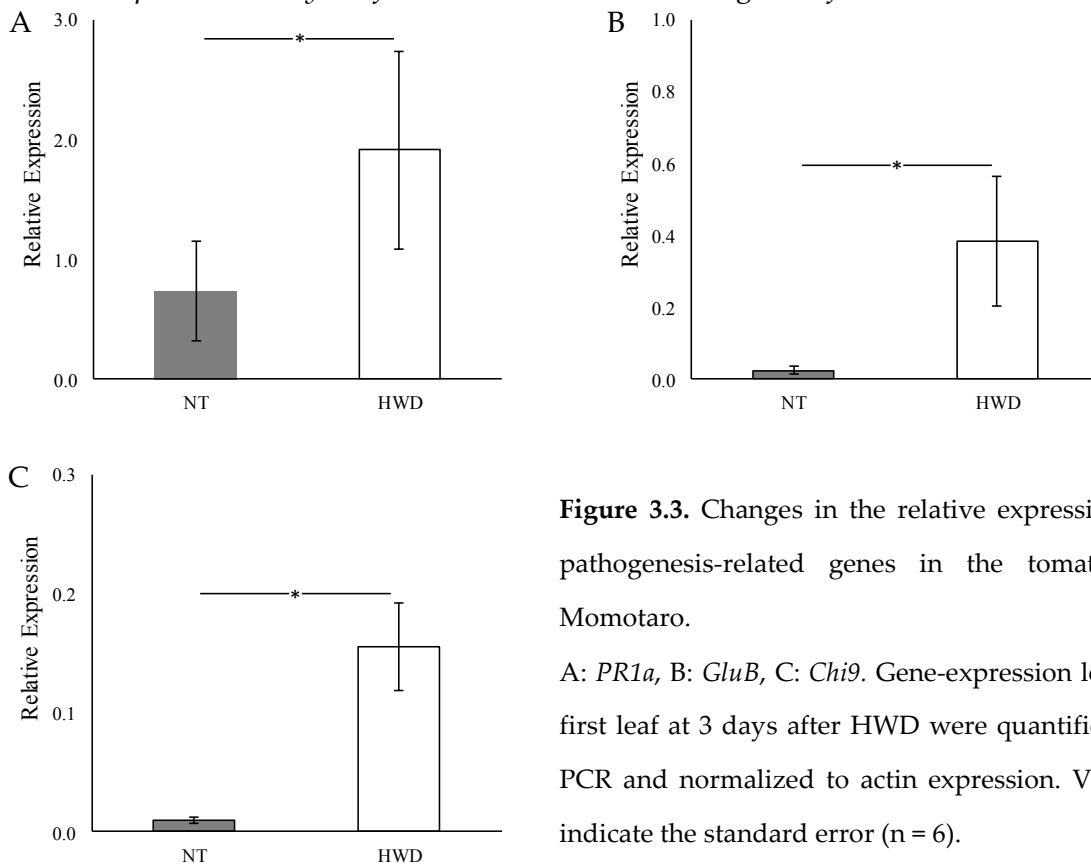 A
3.0
2.0
1.0
0.0
Relative Expression
*
NT
HWD
B
1.0
0.8
0.6
0.4
0.2
0.0
Relative Expression
*
NT
HWD
C
0.3
0.2
0.1
0.0
Relative Expression
*
NT
HWD
Figure 3.3. Changes in the relative
pathogenesis-related genes in the
Momotaro.
A: PR1a, B: GluB, C: Chi9. Gene-expression
first leaf at 3 days after HWD were
PCR and normalized to actin expression.
indicate the standard error (n = 6).